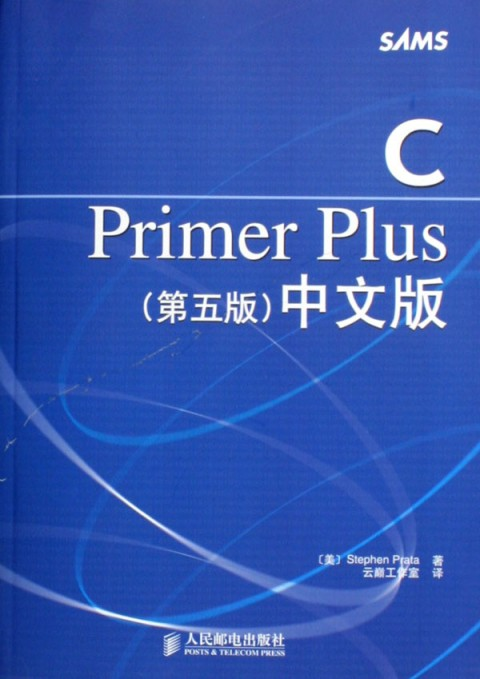 SAMS
C
Primer Plus
（第五版）中文版
〔美〕Stephen Prata 著
云巅工作室 译
人民邮电出版社
POSTS & TELECOM PRESS